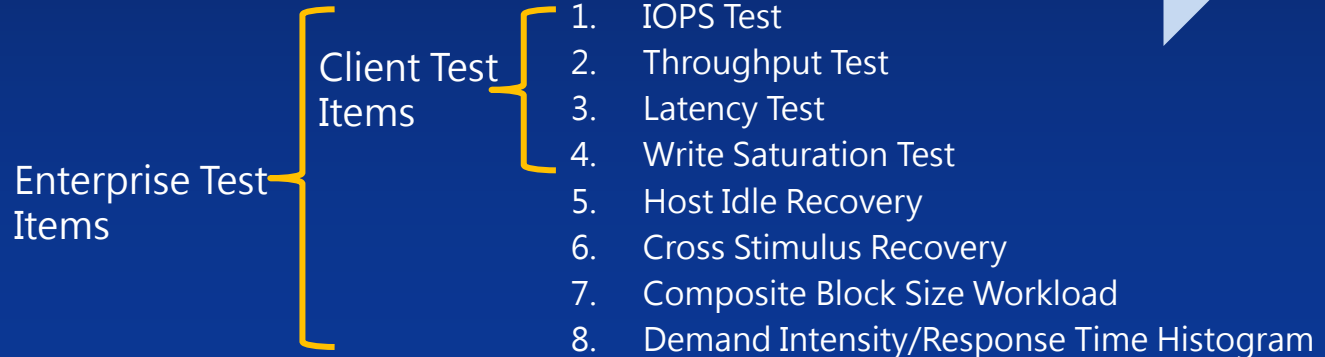 Enterprise Test
Items
Client Test
Items
1. IOPS Test
2. Throughput Test
3. Latency Test
4. Write Saturation Test
5. Host Idle Recovery
6. Cross Stimulus Recovery
7. Composite Block Size Workload
8. Demand Intensity/Response Time Histogram